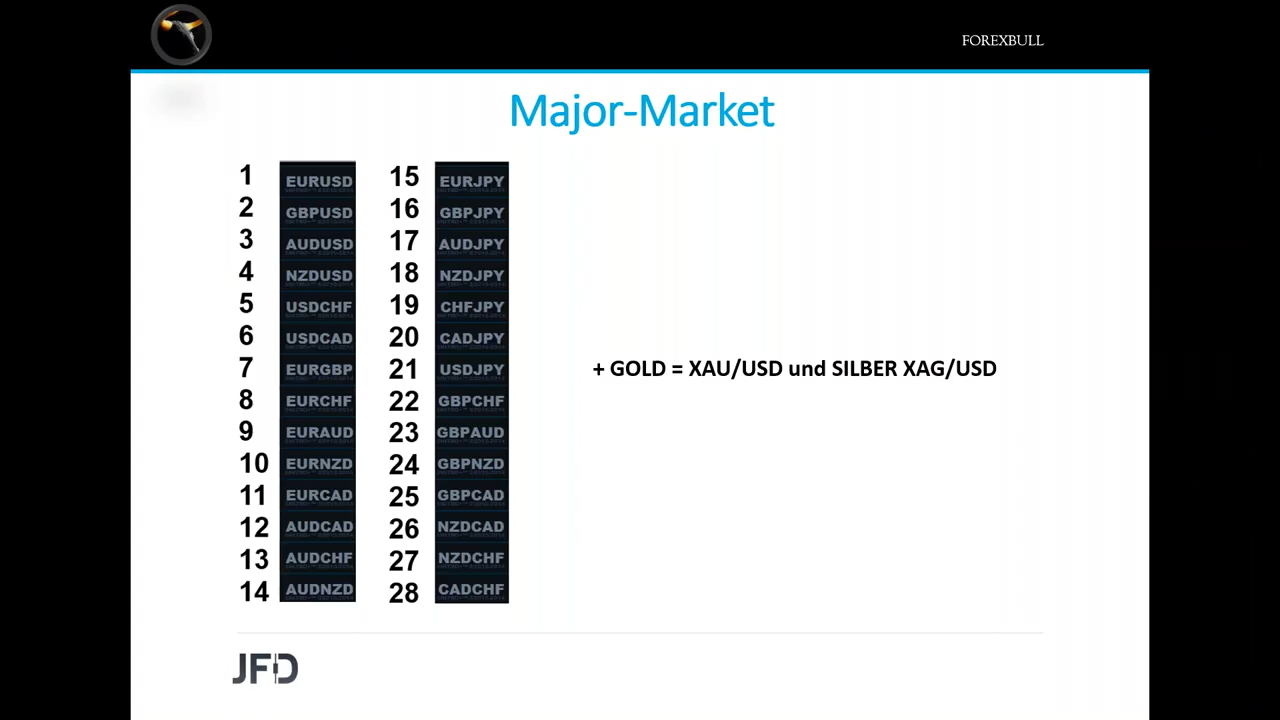 FOREXBULL
Major-Market
1 EURUSD
2 GBPUSD
3 AUDUSD
4 NZDUSD
5 USDCHF
6 USDCAD
7 EURGBP
8 EURCHF
9 EURAUD
10 EURNZD
11 EURCAD
12 AUDCAD
13 AUDCHF
14 AUDNZD
15 EURJPY
16 GBPJPY
17 AUDJPY
18 NZDJPY
19 CHFJPY
20 CADJPY
21 USDJPY
22 GBPCHF
23 GBPAUD
24 GBPNZD
25 GBPCAD
26 NZDCAD
27 NZDCHF
28 CADCHF
+ GOLD = XAU/USD und SILBER XAG/USD
JFD